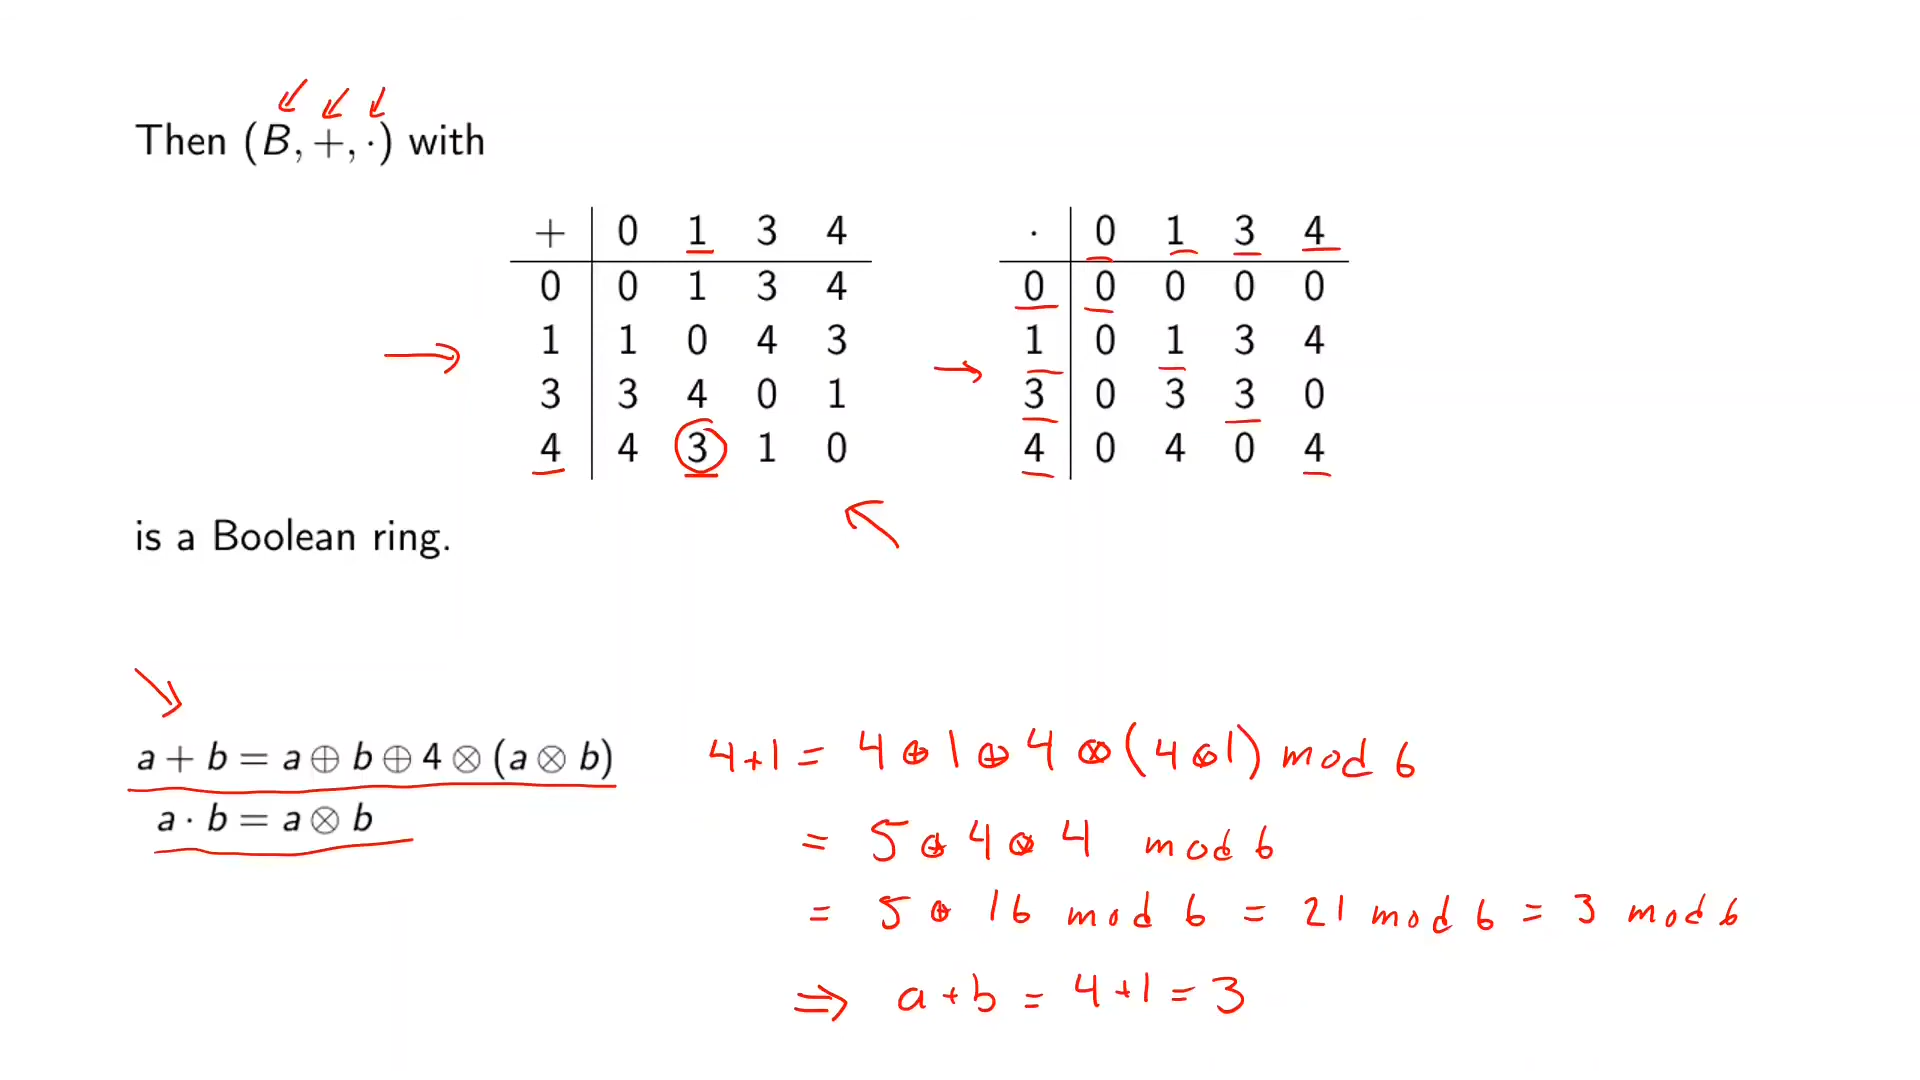 Then (B, +, ·) with
+ 0 1 3 4
0 0 1 3 4
1 1 0 4 3
3 3 4 0 1
4 4 3 1 0
· 0 1 3 4
0 0 0 0 0
1 0 1 3 4
3 0 3 3 0
4 0 4 0 4
is a Boolean ring.
a + b = a ⊕ b ⊕ 4 ⊗ (a ⊗ b)
a · b = a ⊗ b
4+1 = 4 ⊕ 1 ⊕ 4 ⊗ (4 ⊗ 1) mod 6
= 5 ⊕ 4 ⊗ 4 mod 6
= 5 ⊕ 16 mod 6 = 21 mod 6 = 3 mod 6
⇒ a+b = 4+1 = 3